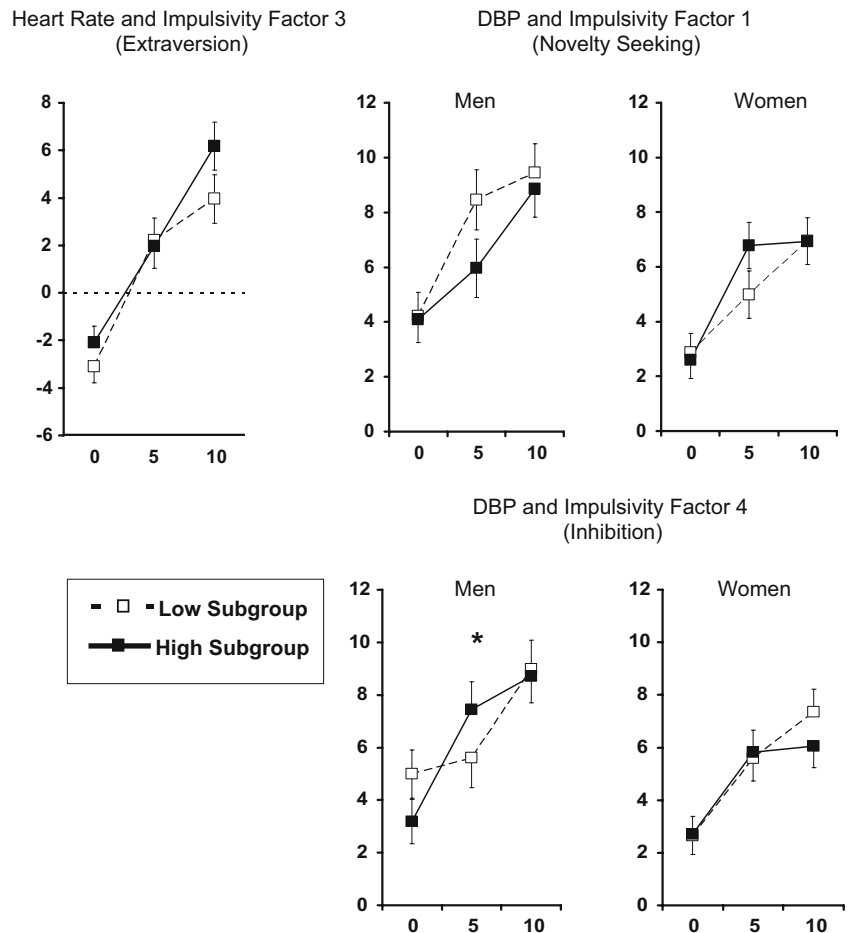 Heart Rate and Impulsivity Factor 3
(Extraversion)
8
6
4
2
0
-2
-4
-6
0 5 10
DBP and Impulsivity Factor 1
(Novelty Seeking)
Men
12
10
8
6
4
2
0
0 5 10
Women
12
10
8
6
4
2
0
0 5 10
Low Subgroup
High Subgroup
DBP and Impulsivity Factor 4
(Inhibition)
Men
*
12
10
8
6
4
2
0
0 5 10
Women
12
10
8
6
4
2
0
0 5 10